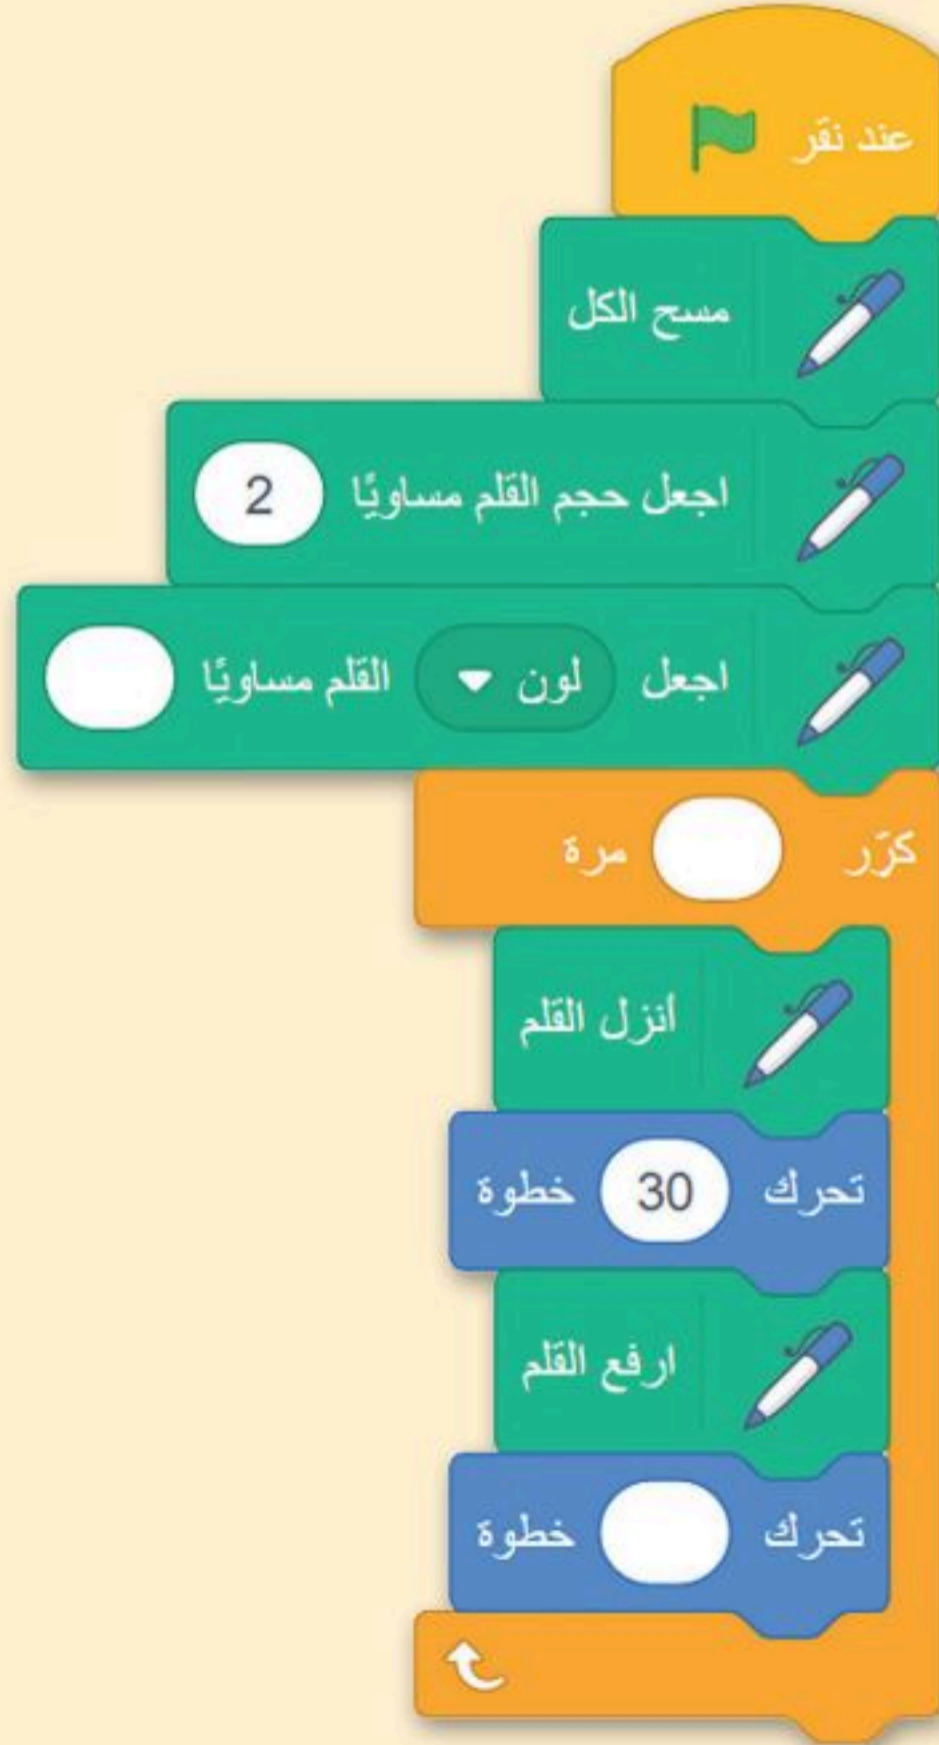 عند نقر
مسح الكل
اجعل حجم القلم مساويًا 2
اجعل لون القلم مساويًا
كرّر مرة
أنزل القلم
تحرك 30 خطوة
ارفع القلم
تحرك خطوة